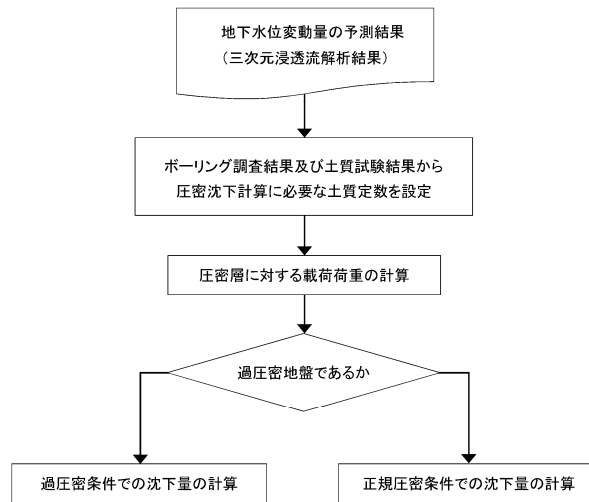 地下水位変動量の予測結果
（三次元浸透流解析結果）
ボーリング調査結果及び土質試験結果から
圧密沈下計算に必要な土質定数を設定
圧密層に対する載荷荷重の計算
過圧密地盤であるか
過圧密条件での沈下量の計算
正規圧密条件での沈下量の計算